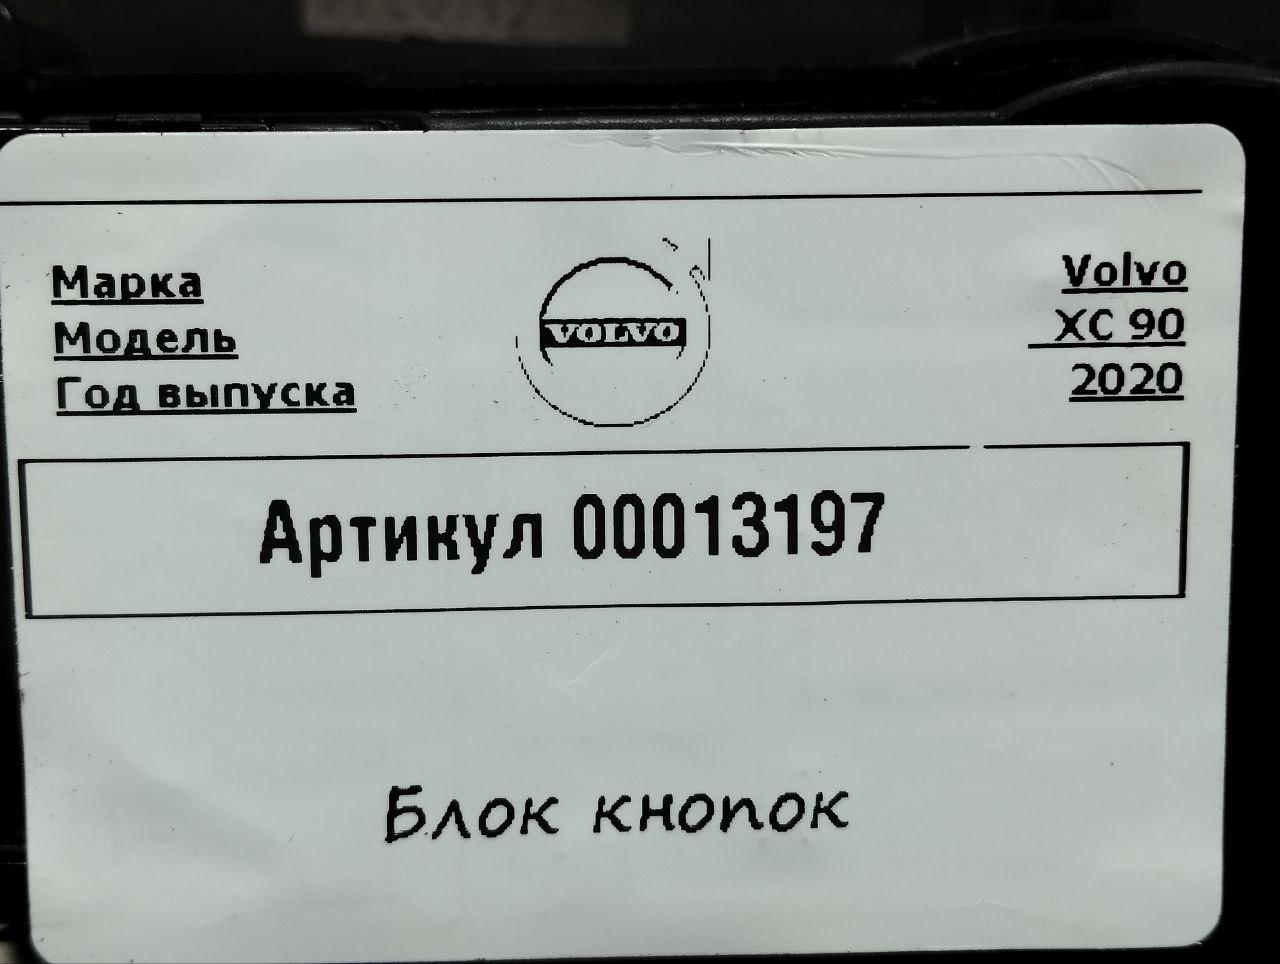 Марка Volvo
Модель XC 90
Год выпуска 2020
VOLVO
Артикул 00013197
Блок кнопок